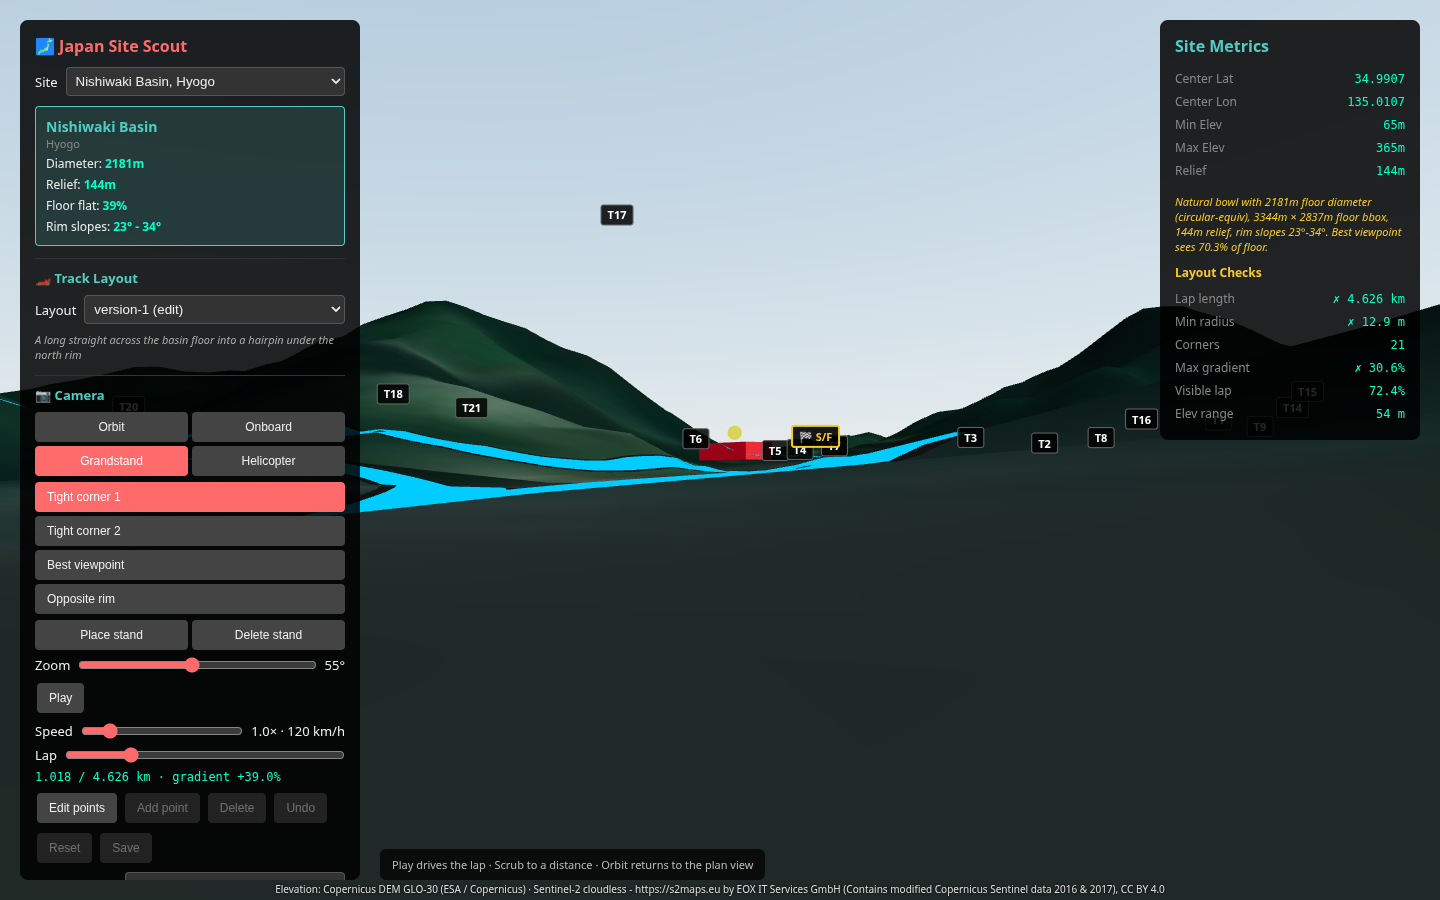 🗾 Japan Site Scout
Site
Nishiwaki Basin, Hyogo
Nishiwaki Basin
Hyogo
Diameter: 2181m
Relief: 144m
Floor flat: 39%
Rim slopes: 23° - 34°
🏎️ Track Layout
Layout
version-1 (edit)
A long straight across the basin floor into a hairpin under the
north rim
📷 Camera
Orbit
Onboard
Grandstand
Helicopter
Tight corner 1
Tight corner 2
Best viewpoint
Opposite rim
Place stand
Delete stand
Zoom
55°
Play
Speed
1.0× · 120 km/h
Lap
1.018 / 4.626 km · gradient +39.0%
Edit points
Add point
Delete
Undo
Reset
Save
T17
T18
T21
T20
T6
T5
T4
🏁 S/F
T3
T2
T8
T16
T15
T14
T9
Site Metrics
Center Lat
34.9907
Center Lon
135.0107
Min Elev
65m
Max Elev
365m
Relief
144m
Natural bowl with 2181m floor diameter
(circular-equiv), 3344m × 2837m floor bbox,
144m relief, rim slopes 23°-34°. Best viewpoint
sees 70.3% of floor.
Layout Checks
Lap length
✗ 4.626 km
Min radius
✗ 12.9 m
Corners
21
Max gradient
✗ 30.6%
Visible lap
72.4%
Elev range
54 m
Play drives the lap · Scrub to a distance · Orbit returns to the plan view
Elevation: Copernicus DEM GLO-30 (ESA / Copernicus) · Sentinel-2 cloudless - https://s2maps.eu by EOX IT Services GmbH (Contains modified Copernicus Sentinel data 2016 & 2017), CC BY 4.0